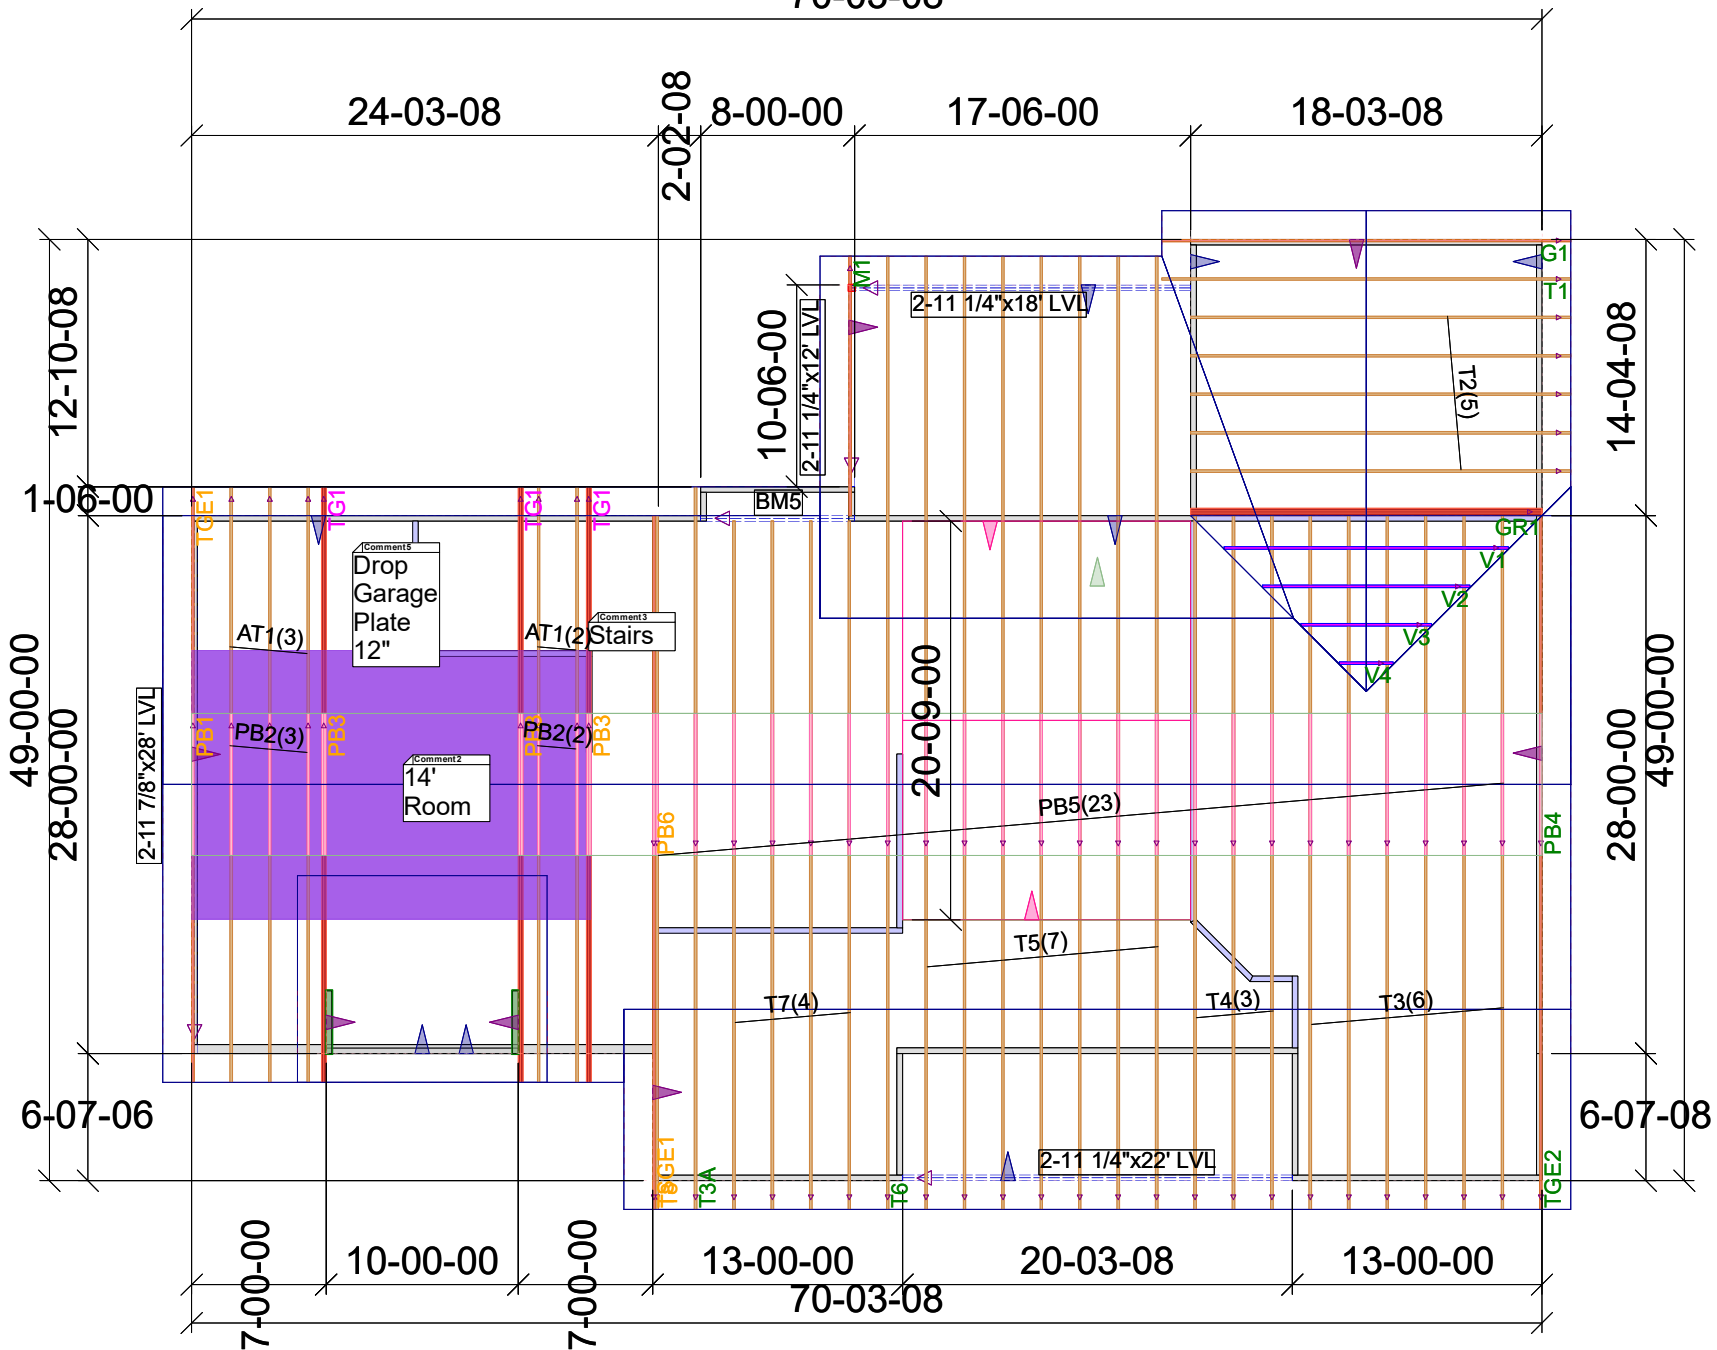 70-03-08
24-03-08
2-02-08
8-00-00
17-06-00
18-03-08
12-10-08
10-06-00
2-11 1/4"x12' LVL
M1
2-11 1/4"x18' LVL
G1
T1
T2(5)
14-04-08
1-06-00
TGE1
TG1
TG1
TG1
BM5
GR1
V1
V2
V3
V4
Comment5
Drop
Garage
Plate
12"
Comment3
Stairs
AT1(3)
AT1(2)
49-00-00
28-00-00
2-11 7/8"x28' LVL
PB1
PB2(3)
PB3
PB3
PB2(2)
PB3
Comment2
14'
Room
20-09-00
PB6
PB5(23)
PB4
28-00-00
49-00-00
T5(7)
T7(4)
T4(3)
T3(6)
6-07-06
6-07-08
2-11 1/4"x22' LVL
TGE1
T3A
T6
TGE2
7-00-00
10-00-00
7-00-00
13-00-00
20-03-08
13-00-00
70-03-08